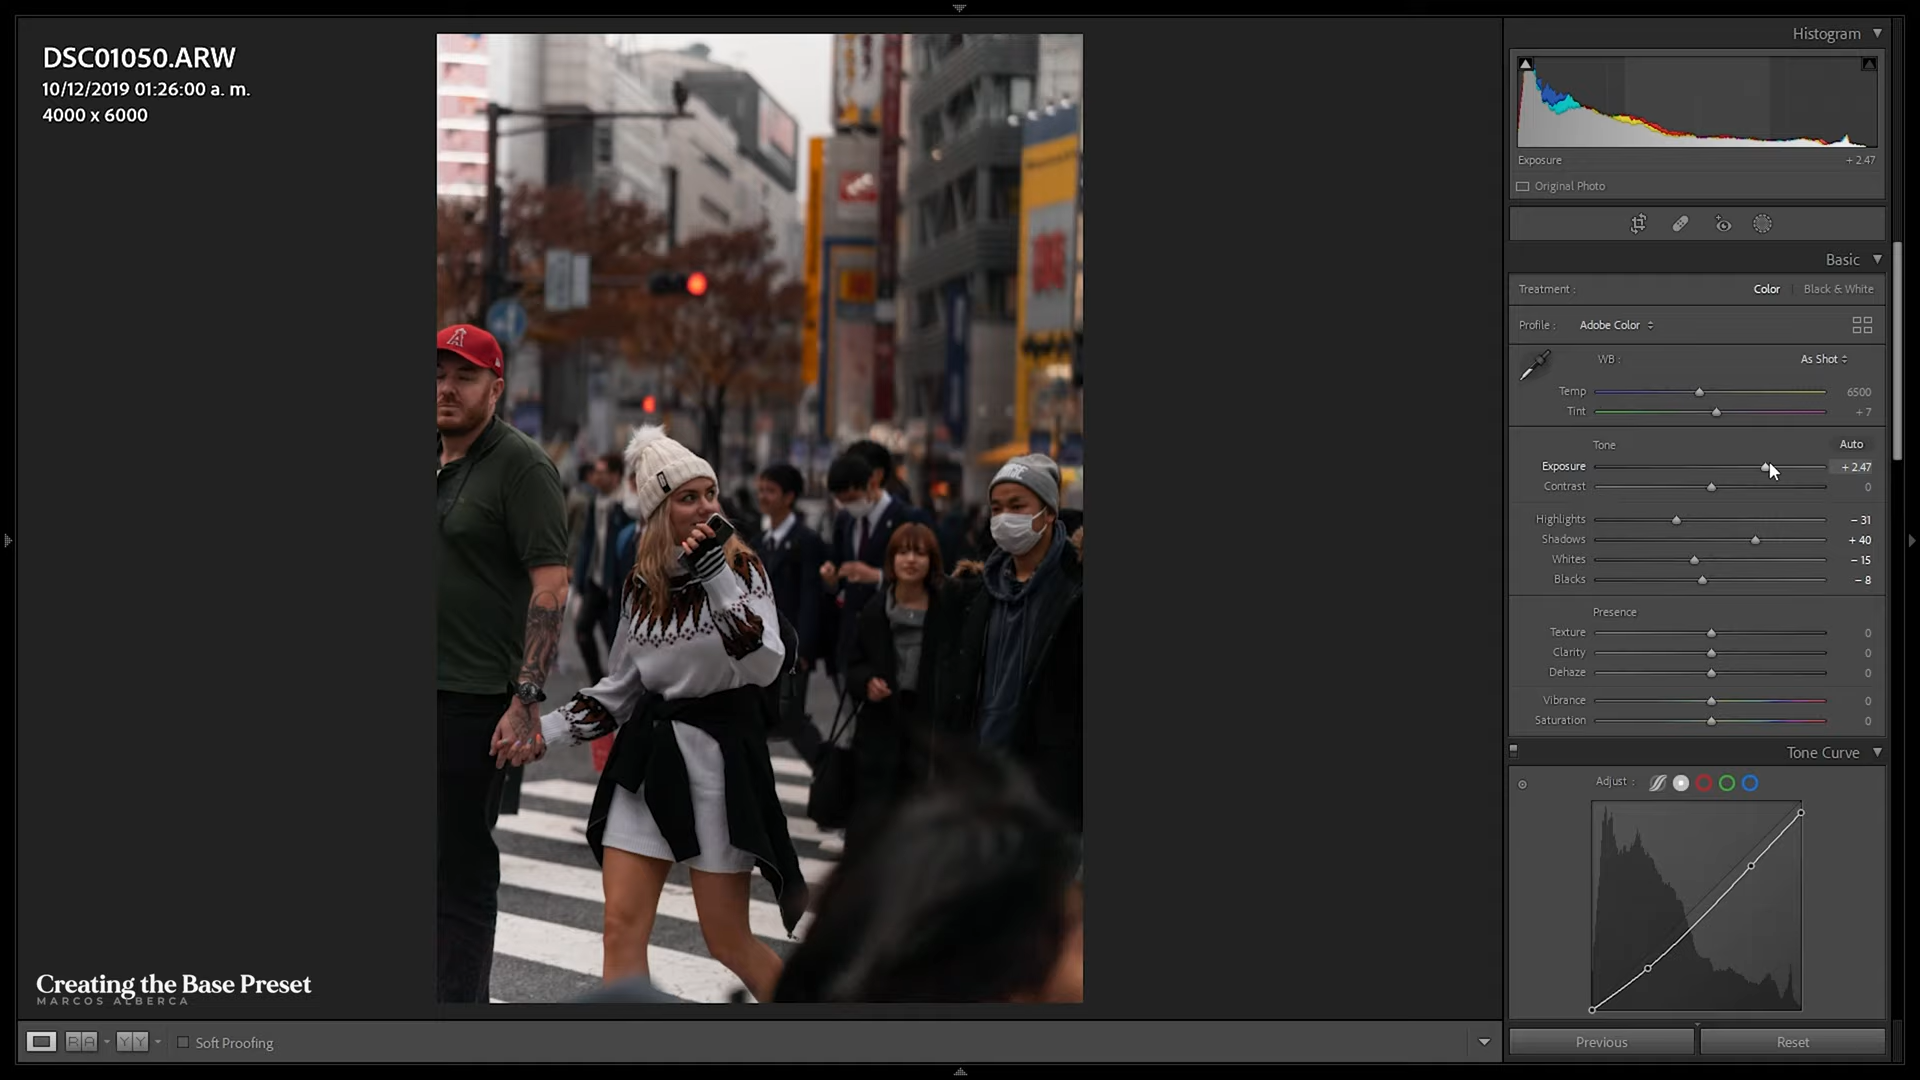 DSC01050.ARW
10/12/2019 01:26:00 a. m.
4000 x 6000
Creating the Base Preset
MARCOS ALBERCA
Soft Proofing
Histogram
Exposure + 2.47
Original Photo
Basic
Treatment : Color Black & White
Profile : Adobe Color
WB : As Shot
Temp 6500
Tint + 7
Tone Auto
Exposure + 2.47
Contrast 0
Highlights – 31
Shadows + 40
Whites – 15
Blacks – 8
Presence
Texture 0
Clarity 0
Dehaze 0
Vibrance 0
Saturation 0
Tone Curve
Adjust :
Previous Reset